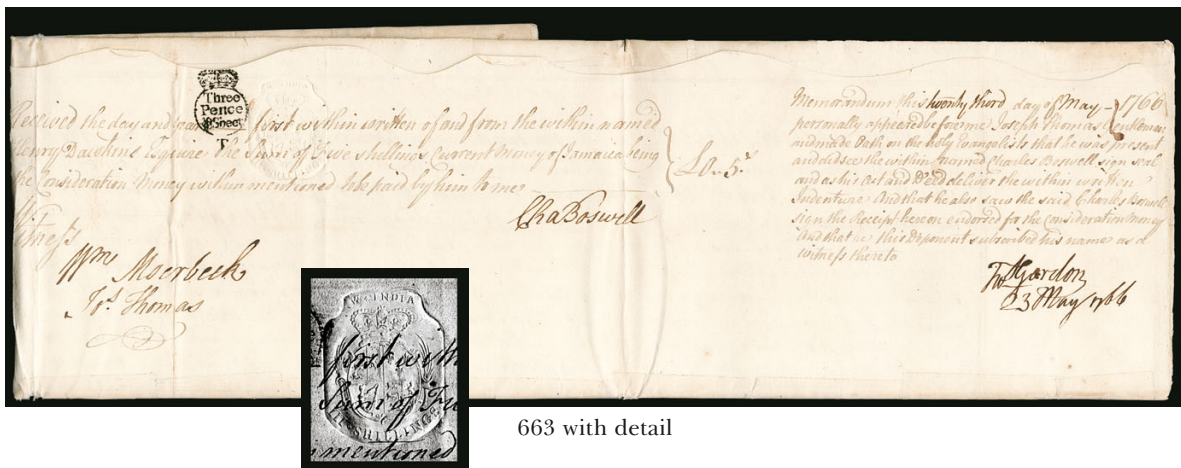 Three
Pence
pr Sheet
T
Received the day and year first within written of and from the within named
Henry Dawkins Esquire the Sum of Five shillings Current Money of Jamaica being
the Consideration Money within mentioned to be paid by him to me
£0.. 5.s
Cha Boswell
Witness
Wm Moerbeck
Jos. Thomas
Memorandum this twenty third day of May 1766
personally appeared before me Joseph Thomas Gentleman
and made Oath on the holy Evangelists that he was present
and did see the within named Charles Boswell sign seal
and as his Act and Deed deliver the within written
Indenture And that he also saw the said Charles Boswell
sign the Receipt hereon endorsed for the Consideration Money
And that he this Deponent subscribed his name as a
witness thereto
Gordon
23 May 1766
W. INDIA
first with
Sum of Fi
II SHILLINGS
mentioned
663 with detail